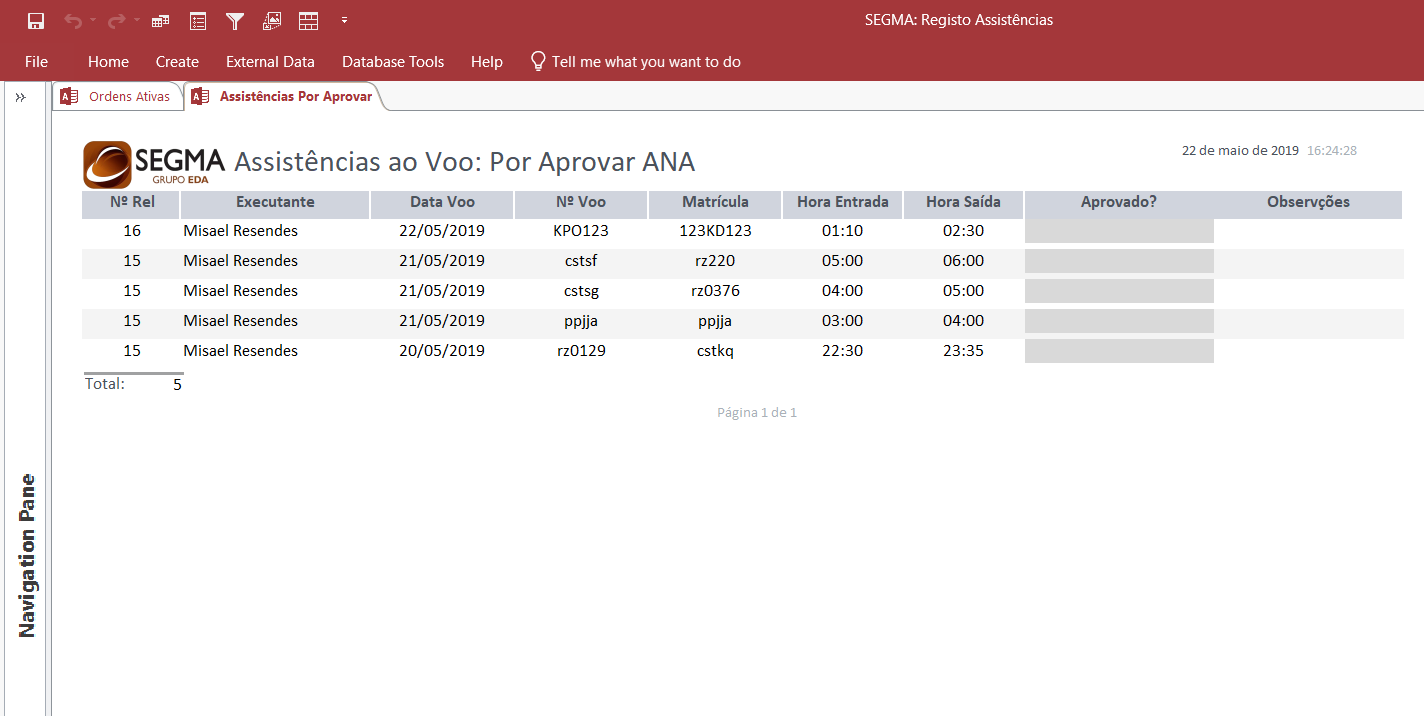 SEGMA: Registo Assistências
File Home Create External Data Database Tools Help Tell me what you want to do
A Ordens Ativas A Assistências Por Aprovar
SEGMA GRUPO EDA Assistências ao Voo: Por Aprovar ANA 22 de maio de 2019 16:24:28
Nº Rel Executante Data Voo Nº Voo Matrícula Hora Entrada Hora Saída Aprovado? Observções
16 Misael Resendes 22/05/2019 KPO123 123KD123 01:10 02:30
15 Misael Resendes 21/05/2019 cstsf rz220 05:00 06:00
15 Misael Resendes 21/05/2019 cstsg rz0376 04:00 05:00
15 Misael Resendes 21/05/2019 ppjja ppjja 03:00 04:00
15 Misael Resendes 20/05/2019 rz0129 cstkq 22:30 23:35
Total: 5
Página 1 de 1
Navigation Pane